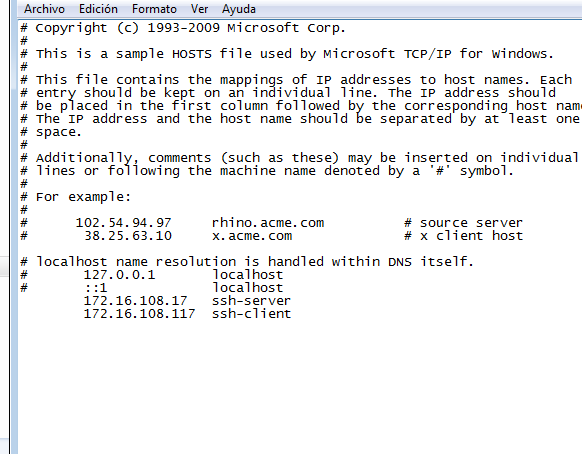 Archivo Edición Formato Ver Ayuda
# Copyright (c) 1993-2009 Microsoft Corp.
#
# This is a sample HOSTS file used by Microsoft TCP/IP for Windows.
#
# This file contains the mappings of IP addresses to host names. Each
# entry should be kept on an individual line. The IP address should
# be placed in the first column followed by the corresponding host nam
# The IP address and the host name should be separated by at least one
# space.
#
# Additionally, comments (such as these) may be inserted on individual
# lines or following the machine name denoted by a '#' symbol.
#
# For example:
#
#      102.54.94.97     rhino.acme.com          # source server
#       38.25.63.10     x.acme.com              # x client host

# localhost name resolution is handled within DNS itself.
#       127.0.0.1       localhost
#       ::1             localhost
        172.16.108.17   ssh-server
        172.16.108.117  ssh-client